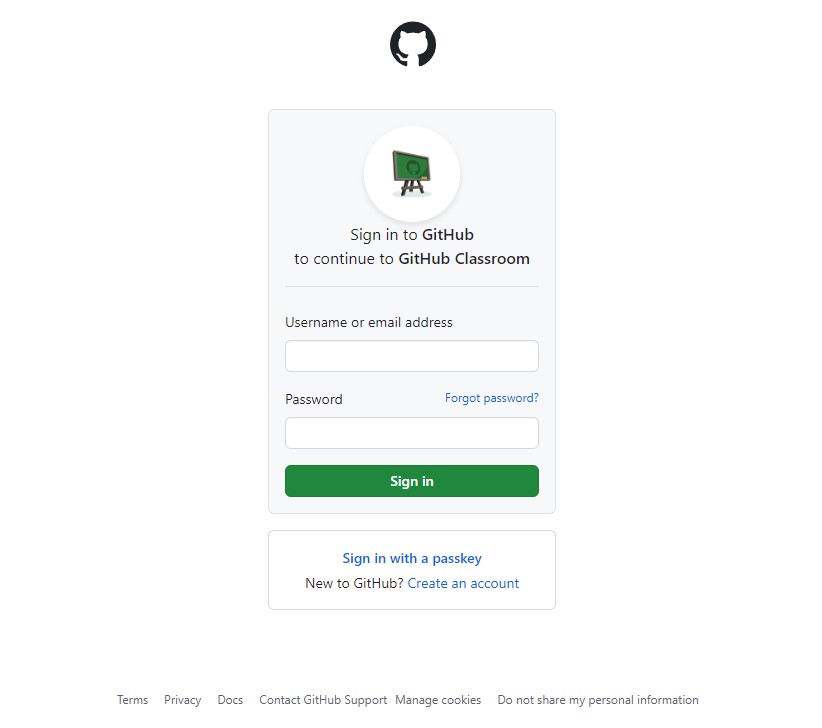 Sign in to GitHub
to continue to GitHub Classroom
Username or email address
Password Forgot password?
Sign in
Sign in with a passkey
New to GitHub? Create an account
Terms Privacy Docs Contact GitHub Support Manage cookies Do not share my personal information